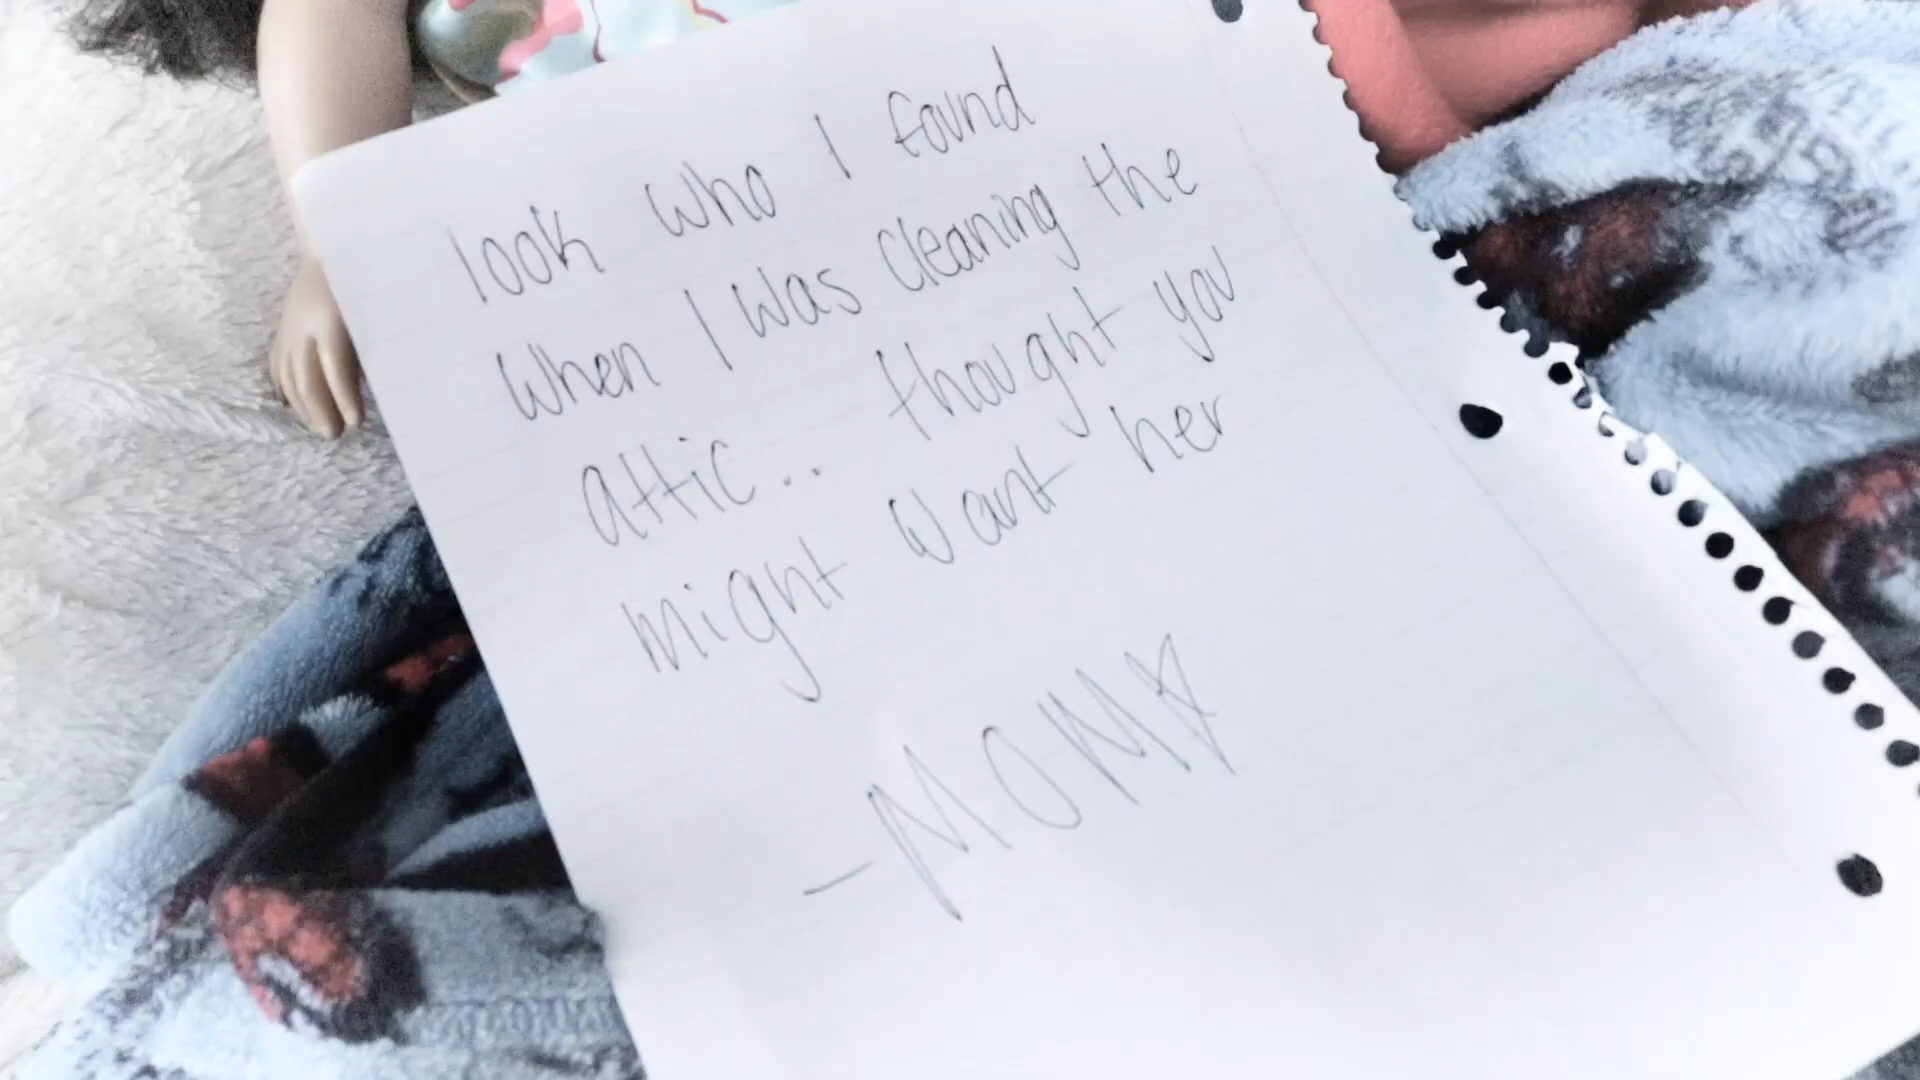 look who I found
when I was cleaning the
attic.. thought you
might want her
-MOM